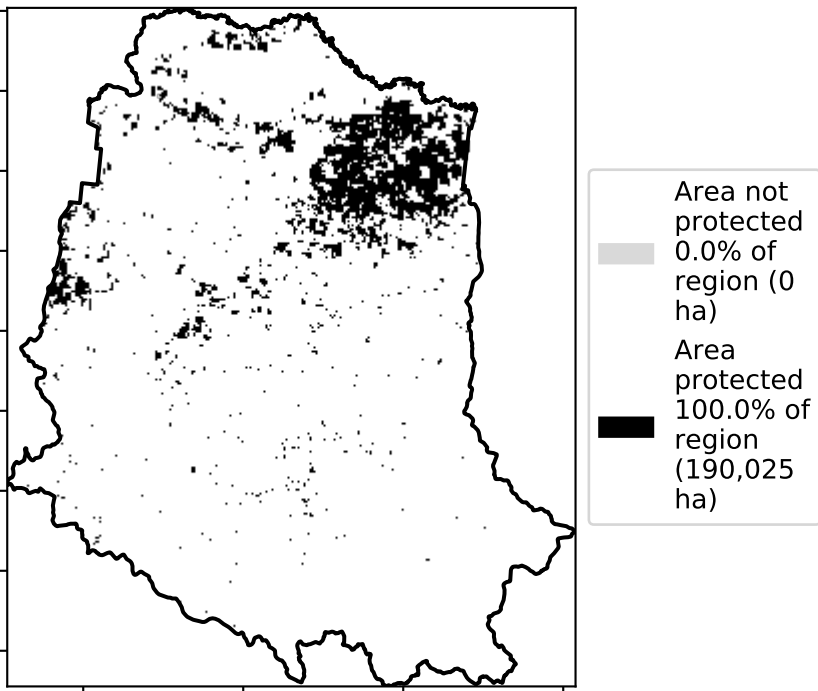 Area not
protected
0.0% of
region (0
ha)
Area
protected
100.0% of
region
(190,025
ha)